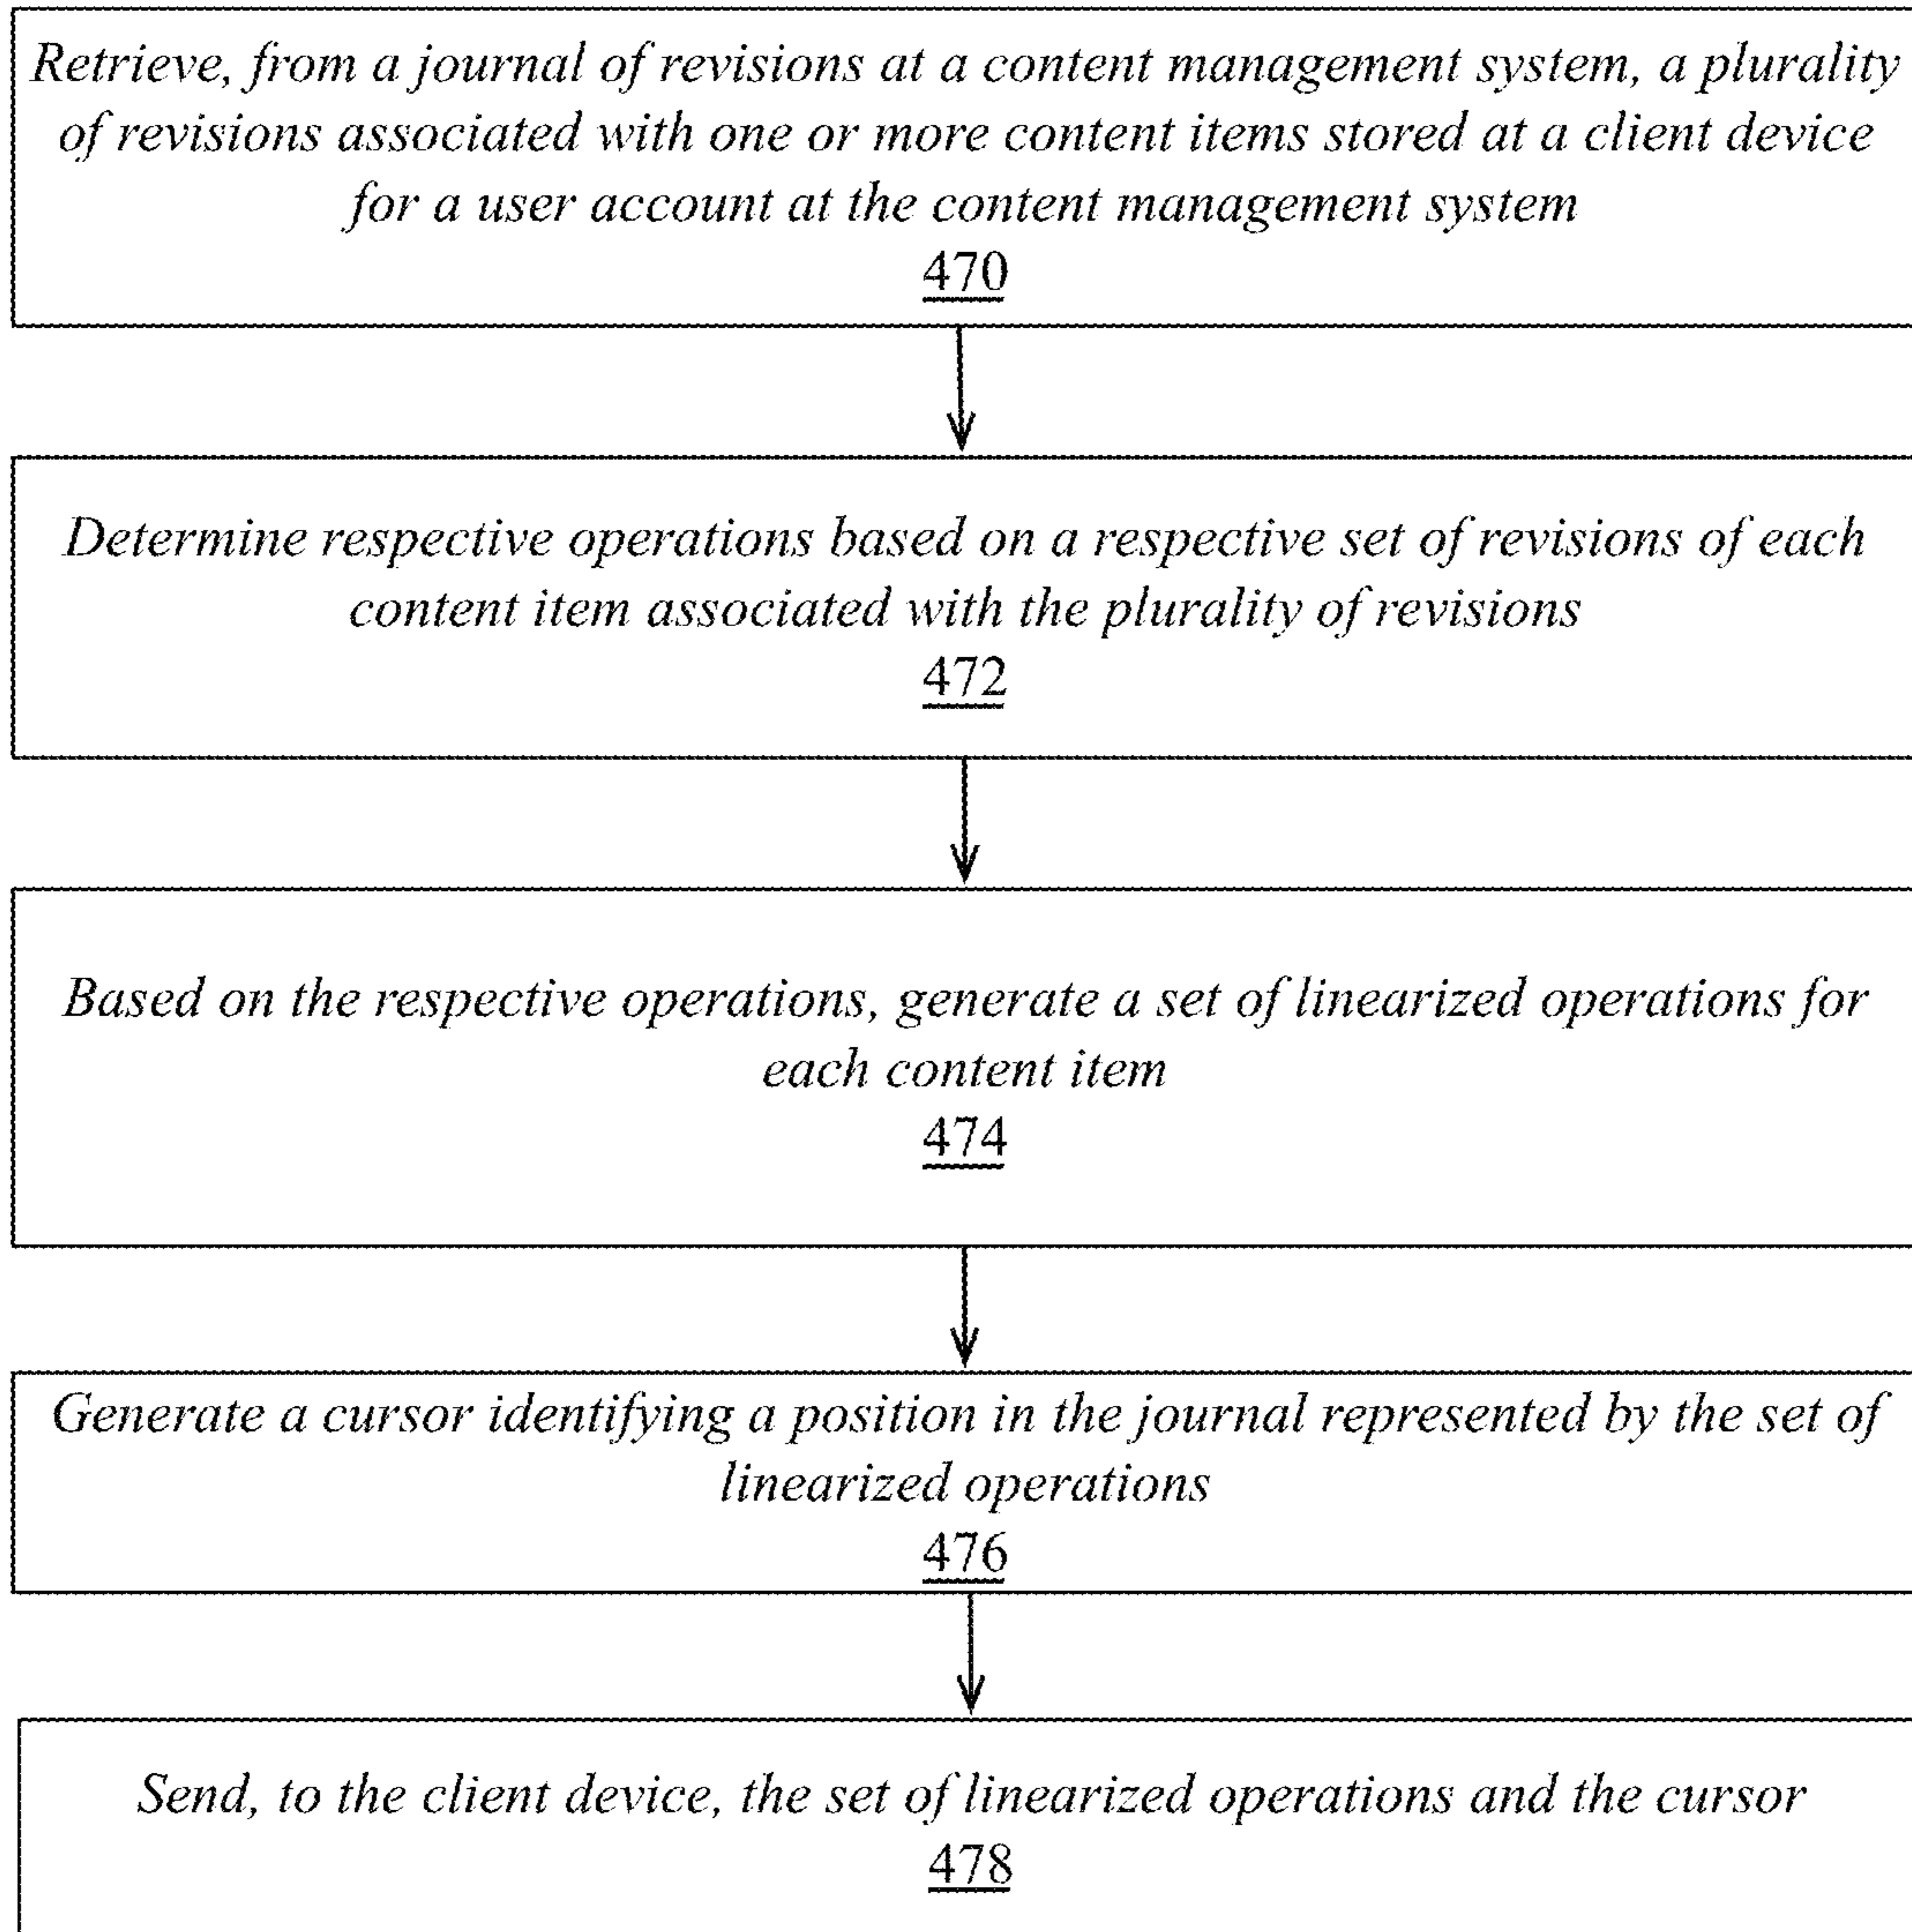 Retrieve, from a journal of revisions at a content management system, a plurality
of revisions associated with one or more content items stored at a client device
for a user account at the content management system
470
Determine respective operations based on a respective set of revisions of each
content item associated with the plurality of revisions
472
Based on the respective operations, generate a set of linearized operations for
each content item
474
Generate a cursor identifying a position in the journal represented by the set of
linearized operations
476
Send, to the client device, the set of linearized operations and the cursor
478